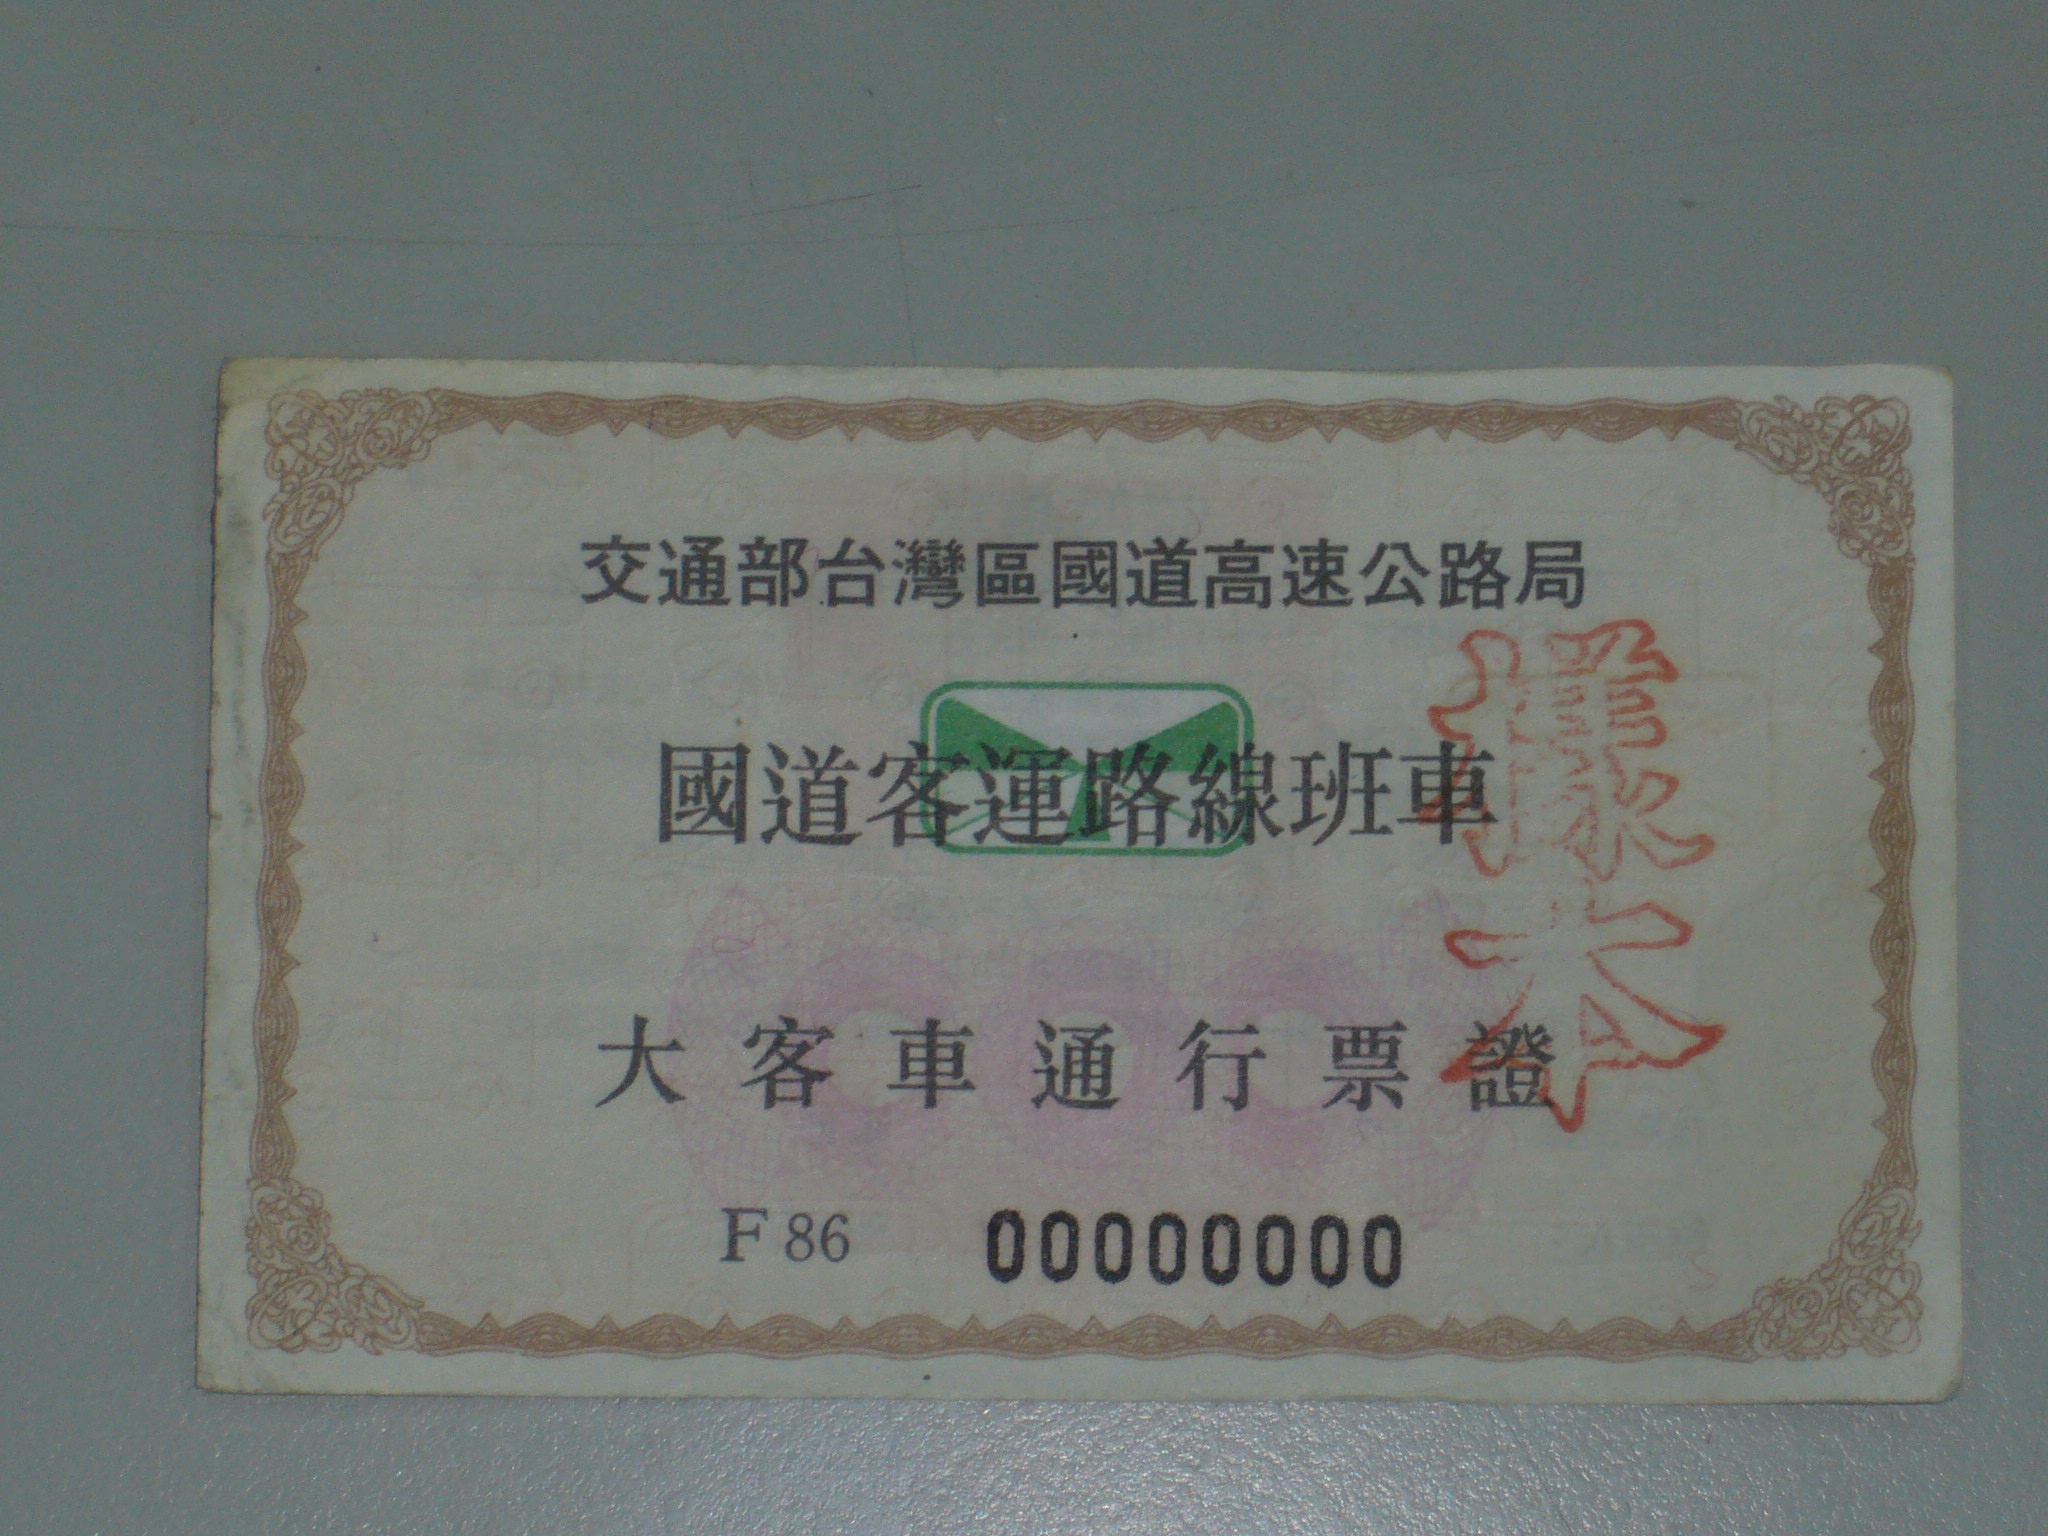 交通部台灣區國道高速公路局
國道客運路線班車
大客車通行票證
F 86 00000000
樣本